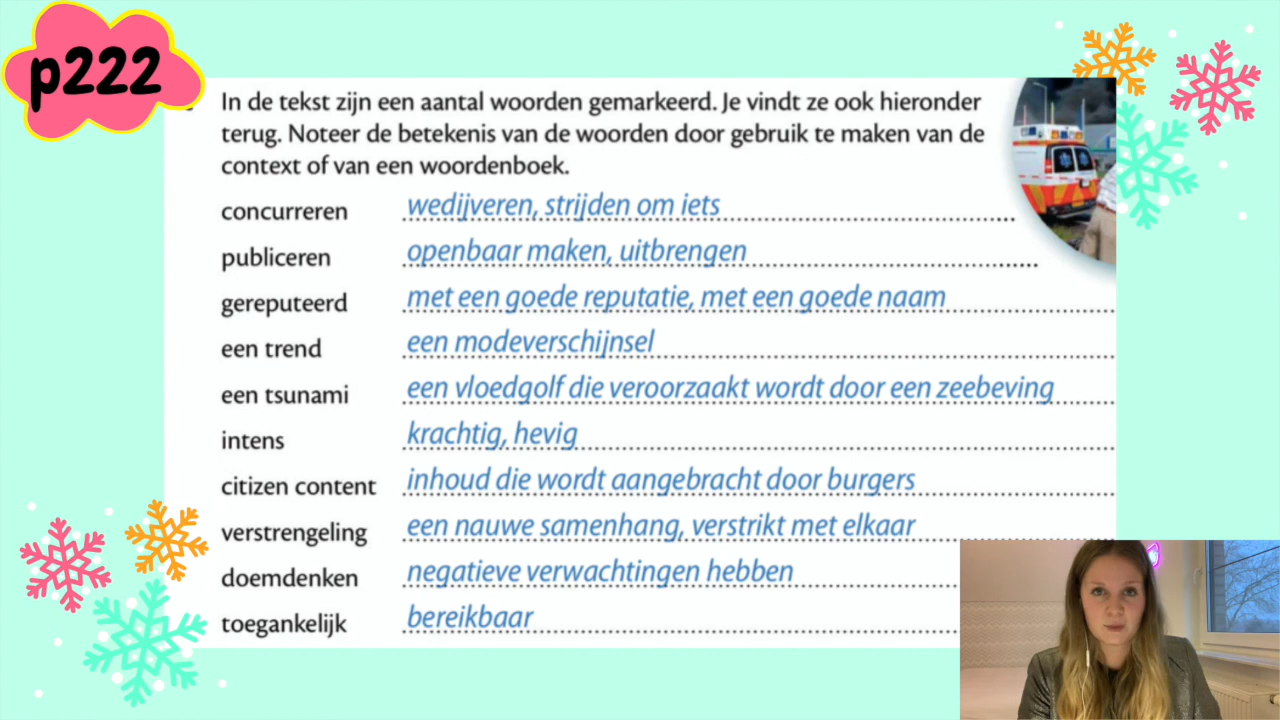 p222
In de tekst zijn een aantal woorden gemarkeerd. Je vindt ze ook hieronder
terug. Noteer de betekenis van de woorden door gebruik te maken van de
context of van een woordenboek.
concurreren wedijveren, strijden om iets
publiceren openbaar maken, uitbrengen
gereputeerd met een goede reputatie, met een goede naam
een trend een modeverschijnsel
een tsunami een vloedgolf die veroorzaakt wordt door een zeebeving
intens krachtig, hevig
citizen content inhoud die wordt aangebracht door burgers
verstrengeling een nauwe samenhang, verstrikt met elkaar
doemdenken negatieve verwachtingen hebben
toegankelijk bereikbaar